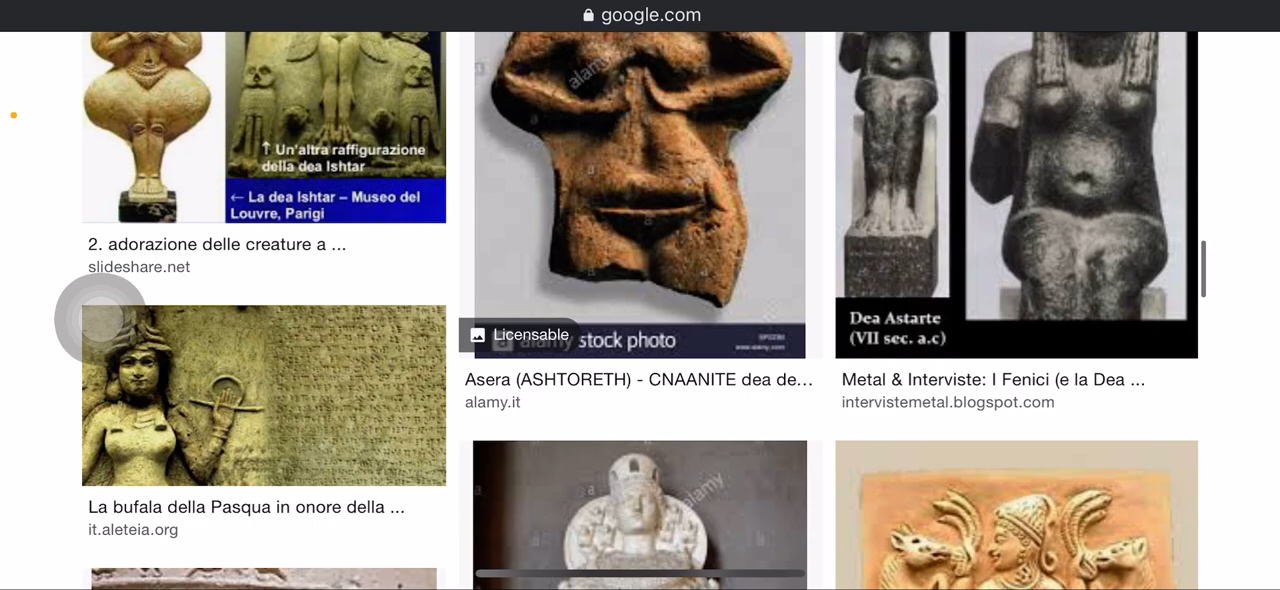 google.com
↑ Un'altra raffigurazione
della dea Ishtar
← La dea Ishtar – Museo del
Louvre, Parigi
2. adorazione delle creature a ...
slideshare.net
alamy
Licensable
stock photo
Asera (ASHTORETH) - CNAANITE dea de...
alamy.it
Dea Astarte
(VII sec. a.c)
Metal & Interviste: I Fenici (e la Dea ...
intervistemetal.blogspot.com
La bufala della Pasqua in onore della ...
it.aleteia.org
alamy